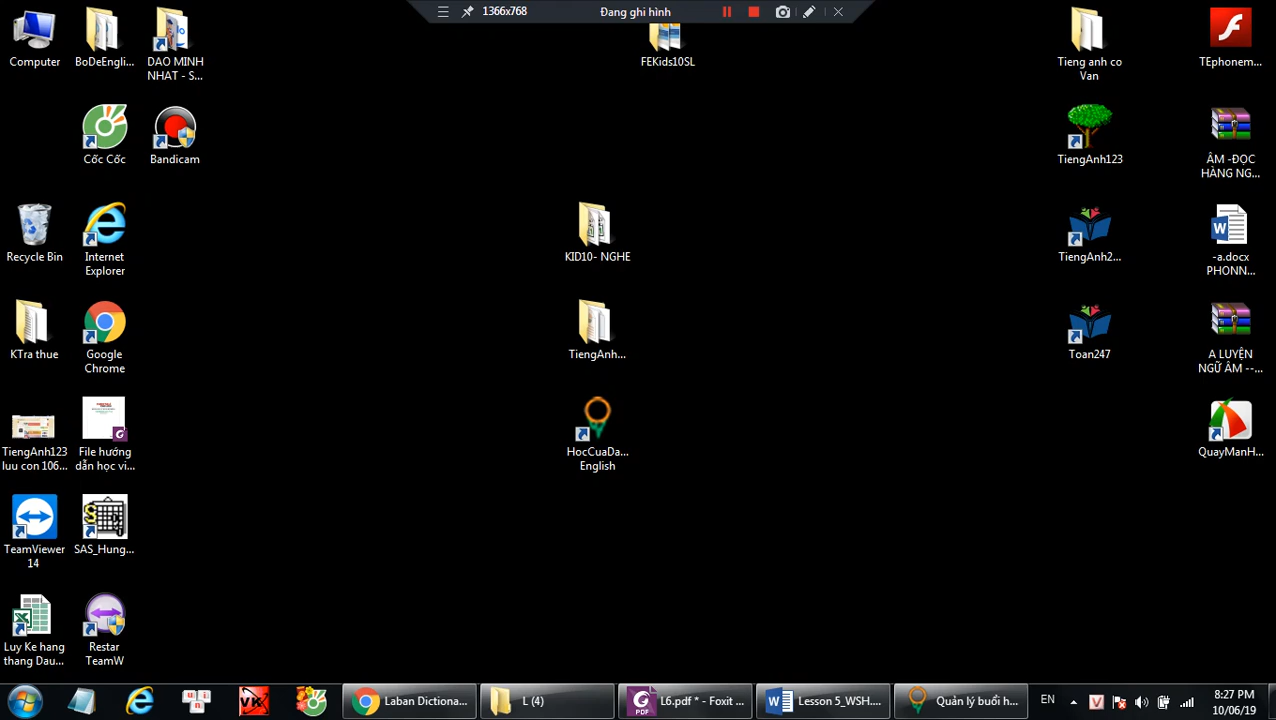 1366x768
Đang ghi hình
Computer
BoDeEngli...
DAO MINH
NHAT - S...
FEKids10SL
Tieng anh co
Van
TEphonem...
Cốc Cốc
Bandicam
TiengAnh123
ÂM -ĐỌC
HÀNG NG...
Recycle Bin
Internet
Explorer
KID10- NGHE
TiengAnh2...
-a.docx
PHONN...
KTra thue
Google
Chrome
TiengAnh...
Toan247
A LUYỆN
NGỮ ÂM --...
TiengAnh123
luu con 106...
File hướng
dẫn học vi...
HocCuaDa...
English
QuayManH...
TeamViewer
14
SAS_Hung...
Luy Ke hang
thang Dau...
Restar
TeamW
Laban Dictiona...
L (4)
PDF
L6.pdf * - Foxit ...
Lesson 5_WSH....
Quản lý buổi h...
EN
8:27 PM
10/06/19